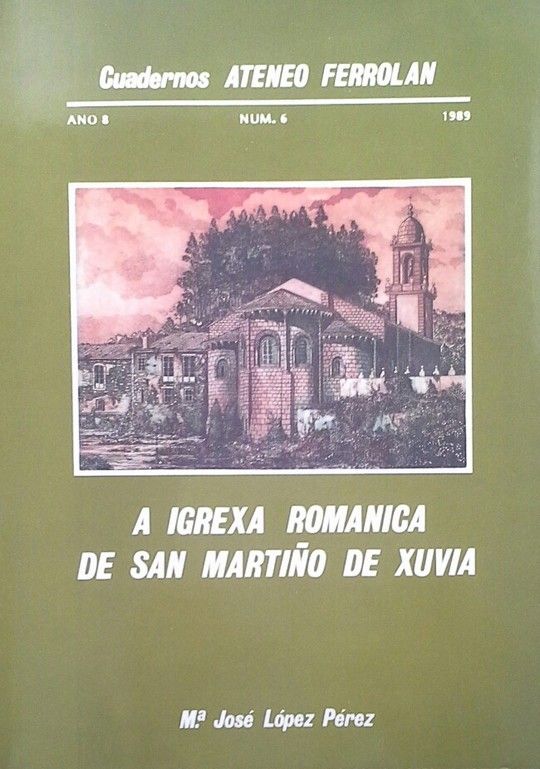 Cuadernos ATENEO FERROLAN
ANO 8 NUM. 6 1989
A IGREXA ROMANICA
DE SAN MARTIÑO DE XUVIA
Mª José López Pérez